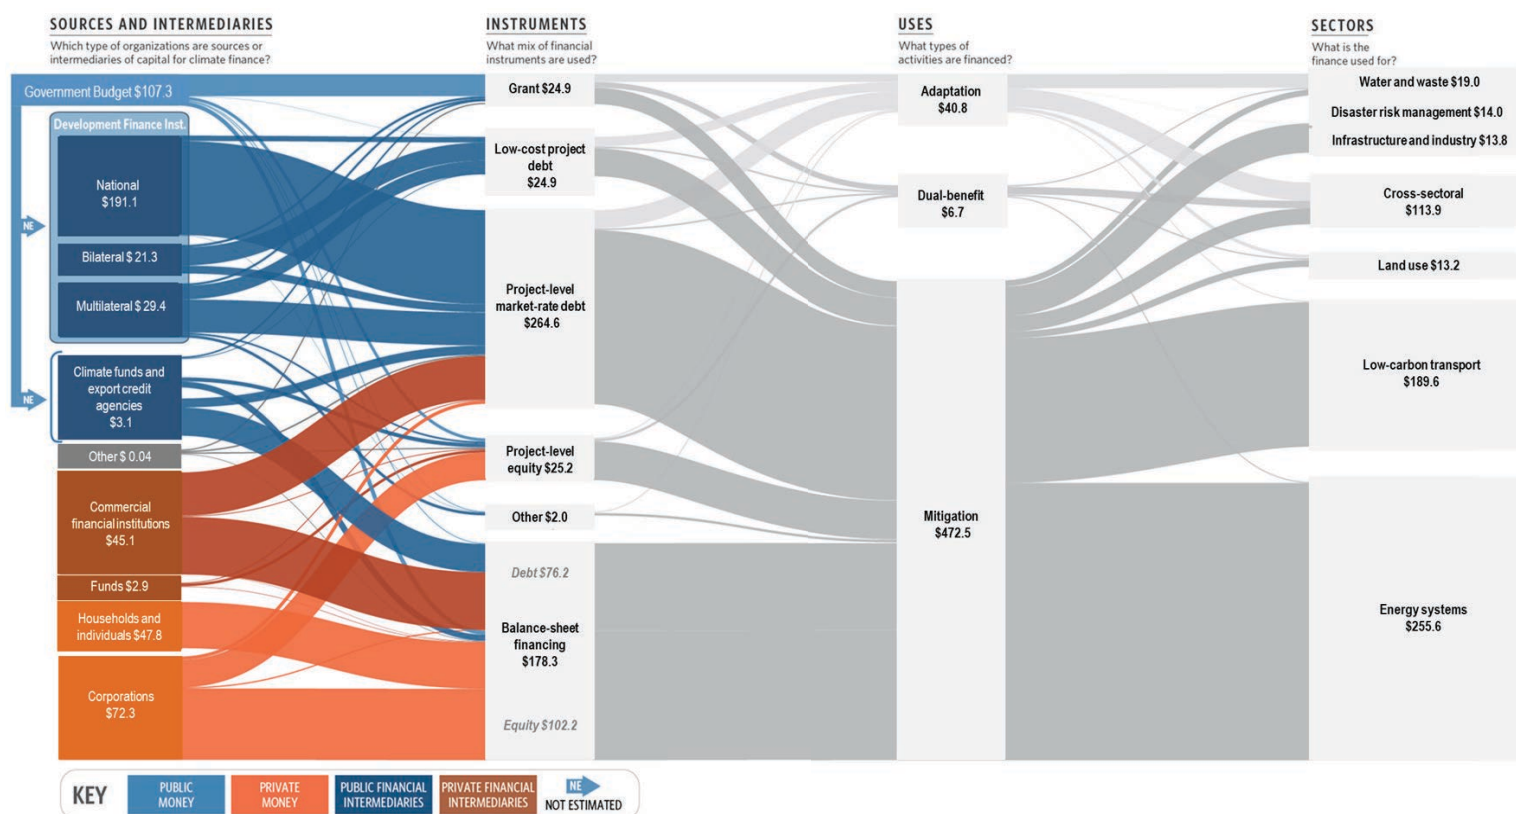 SOURCES AND INTERMEDIARIES
Which type of organizations are sources or
intermediaries of capital for climate finance?
Government Budget $107.3
Development Finance Inst.
National
$191.1
NE
Bilateral $ 21.3
Multilateral $ 29.4
Climate funds and
export credit
agencies
$3.1
NE
Other $ 0.04
Commercial
financial institutions
$45.1
Funds $2.9
Households and
individuals $47.8
Corporations
$72.3
INSTRUMENTS
What mix of financial
instruments are used?
Grant $24.9
Low-cost project
debt
$24.9
Project-level
market-rate debt
$264.6
Project-level
equity $25.2
Other $2.0
Debt $76.2
Balance-sheet
financing
$178.3
Equity $102.2
USES
What types of
activities are financed?
Adaptation
$40.8
Dual-benefit
$6.7
Mitigation
$472.5
SECTORS
What is the
finance used for?
Water and waste $19.0
Disaster risk management $14.0
Infrastructure and industry $13.8
Cross-sectoral
$113.9
Land use $13.2
Low-carbon transport
$189.6
Energy systems
$255.6
KEY
PUBLIC
MONEY
PRIVATE
MONEY
PUBLIC FINANCIAL
INTERMEDIARIES
PRIVATE FINANCIAL
INTERMEDIARIES
NE
NOT ESTIMATED